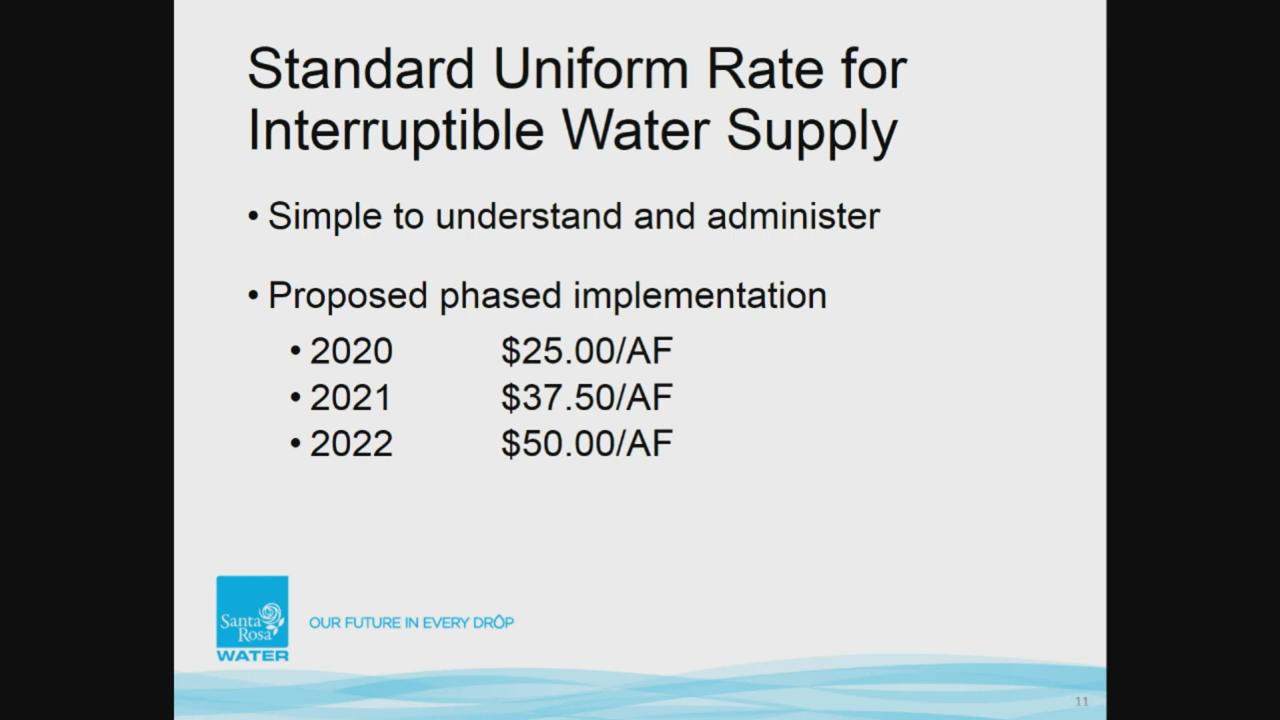 Standard Uniform Rate for
Interruptible Water Supply
• Simple to understand and administer
• Proposed phased implementation
• 2020 $25.00/AF
• 2021 $37.50/AF
• 2022 $50.00/AF
Santa
Rosa
WATER
OUR FUTURE IN EVERY DROP
11